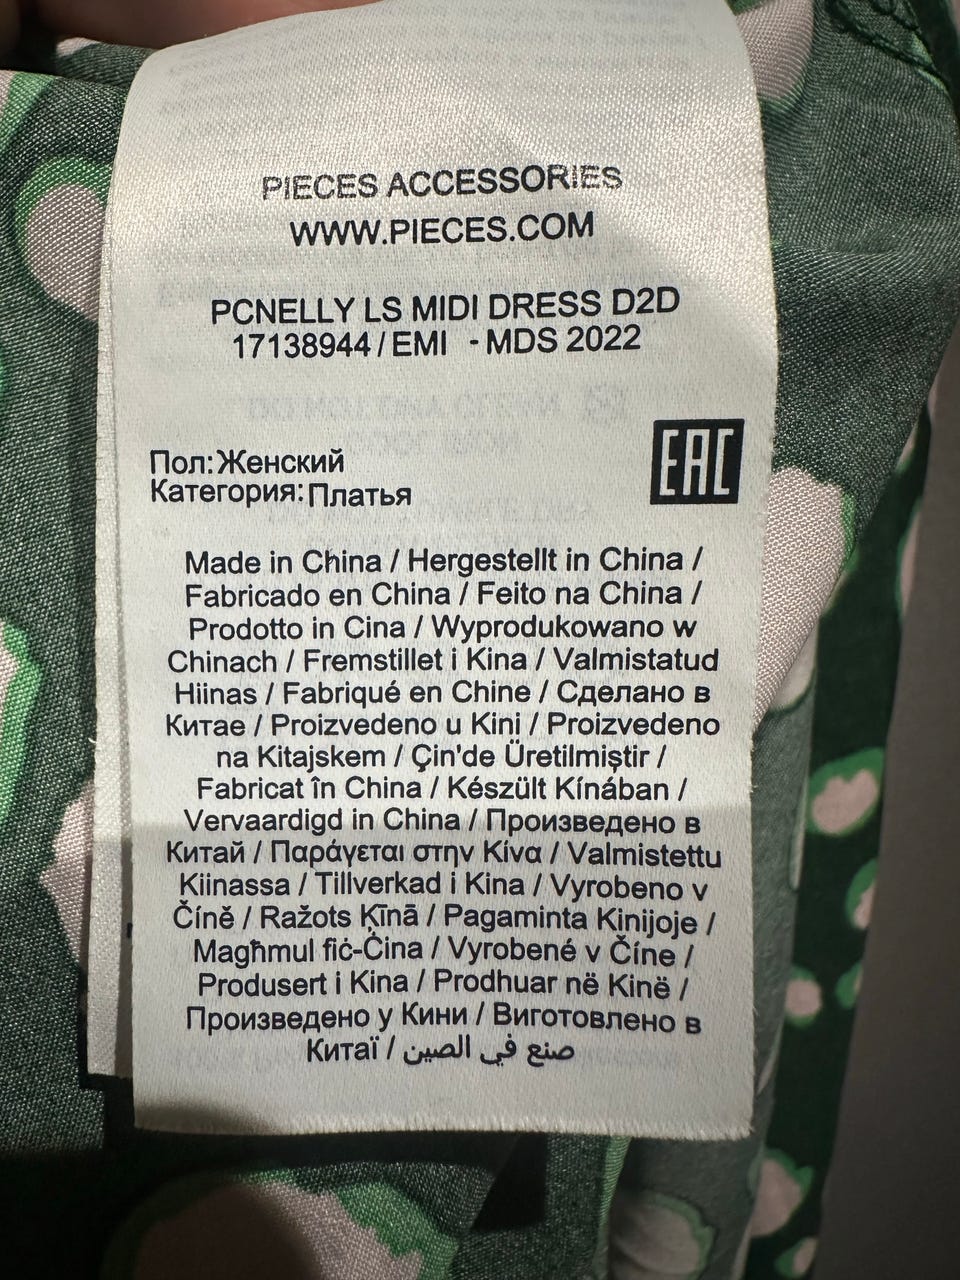 PIECES ACCESSORIES
WWW.PIECES.COM
PCNELLY LS MIDI DRESS D2D
17138944 / EMI - MDS 2022
Пол: Женский
Категория: Платья
EAC
Made in China / Hergestellt in China /
Fabricado en China / Feito na China /
Prodotto in Cina / Wyprodukowano w
Chinach / Fremstillet i Kina / Valmistatud
Hiinas / Fabriqué en Chine / Сделано в
Китае / Proizvedeno u Kini / Proizvedeno
na Kitajskem / Çin'de Üretilmiştir /
Fabricat în China / Készült Kínában /
Vervaardigd in China / Произведено в
Китай / Παράγεται στην Κίνα / Valmistettu
Kiinassa / Tillverkad i Kina / Vyrobeno v
Číně / Ražots Ķīnā / Pagaminta Kinijoje /
Magħmul fiċ-Ċina / Vyrobené v Číne /
Produsert i Kina / Prodhuar në Kinë /
Произведено у Кини / Виготовлено в
Китаї / صنع في الصين